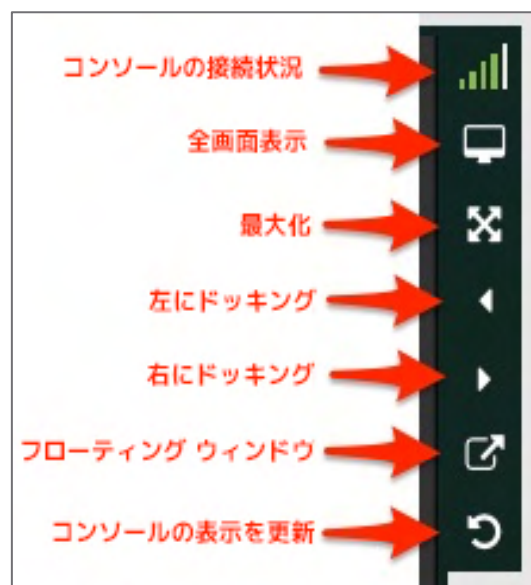 コンソールの接続状況
全画面表示
最大化
左にドッキング
右にドッキング
フローティング ウィンドウ
コンソールの表示を更新